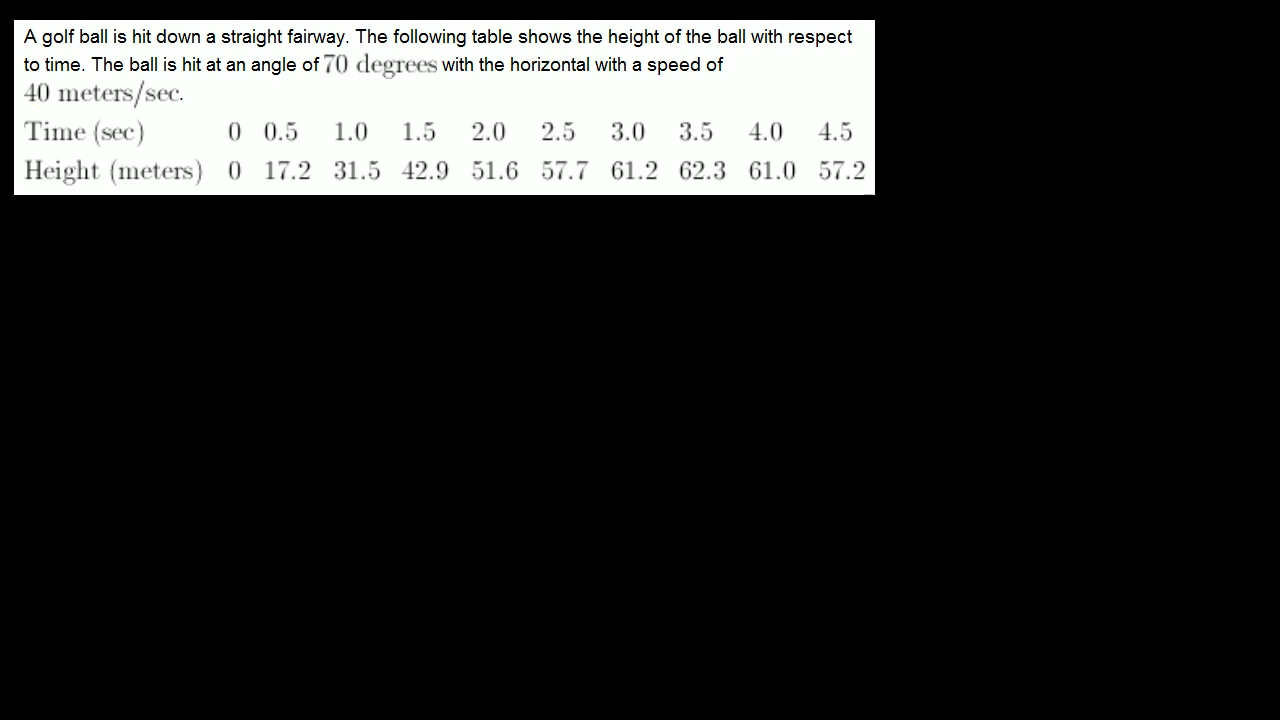 A golf ball is hit down a straight fairway. The following table shows the height of the ball with respect
to time. The ball is hit at an angle of 70 degrees with the horizontal with a speed of
40 meters/sec.
Time (sec) 0 0.5 1.0 1.5 2.0 2.5 3.0 3.5 4.0 4.5
Height (meters) 0 17.2 31.5 42.9 51.6 57.7 61.2 62.3 61.0 57.2